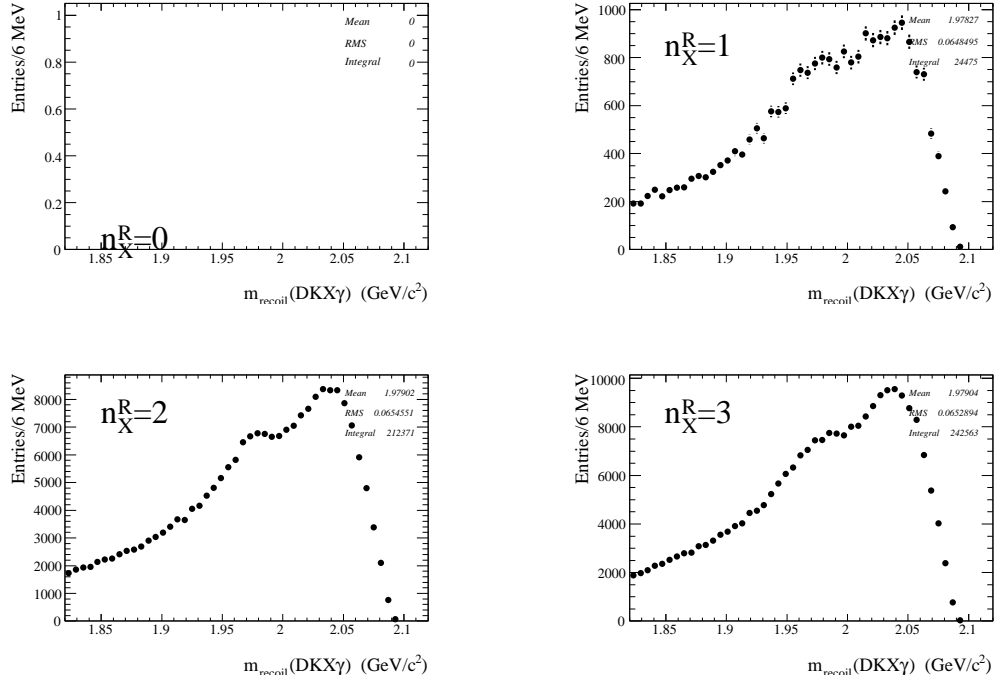 Entries/6 MeV
1
0.8
0.6
0.4
0.2
0
Mean 0
RMS 0
Integral 0
n_X^R=0
1.85 1.9 1.95 2 2.05 2.1
m_recoil(DKXγ) (GeV/c²)
Entries/6 MeV
1000
800
600
400
200
0
n_X^R=1
Mean 1.97827
RMS 0.0648495
Integral 24475
1.85 1.9 1.95 2 2.05 2.1
m_recoil(DKXγ) (GeV/c²)
Entries/6 MeV
8000
7000
6000
5000
4000
3000
2000
1000
0
n_X^R=2
Mean 1.97902
RMS 0.0654551
Integral 212371
1.85 1.9 1.95 2 2.05 2.1
m_recoil(DKXγ) (GeV/c²)
Entries/6 MeV
10000
8000
6000
4000
2000
0
n_X^R=3
Mean 1.97904
RMS 0.0652894
Integral 242563
1.85 1.9 1.95 2 2.05 2.1
m_recoil(DKXγ) (GeV/c²)